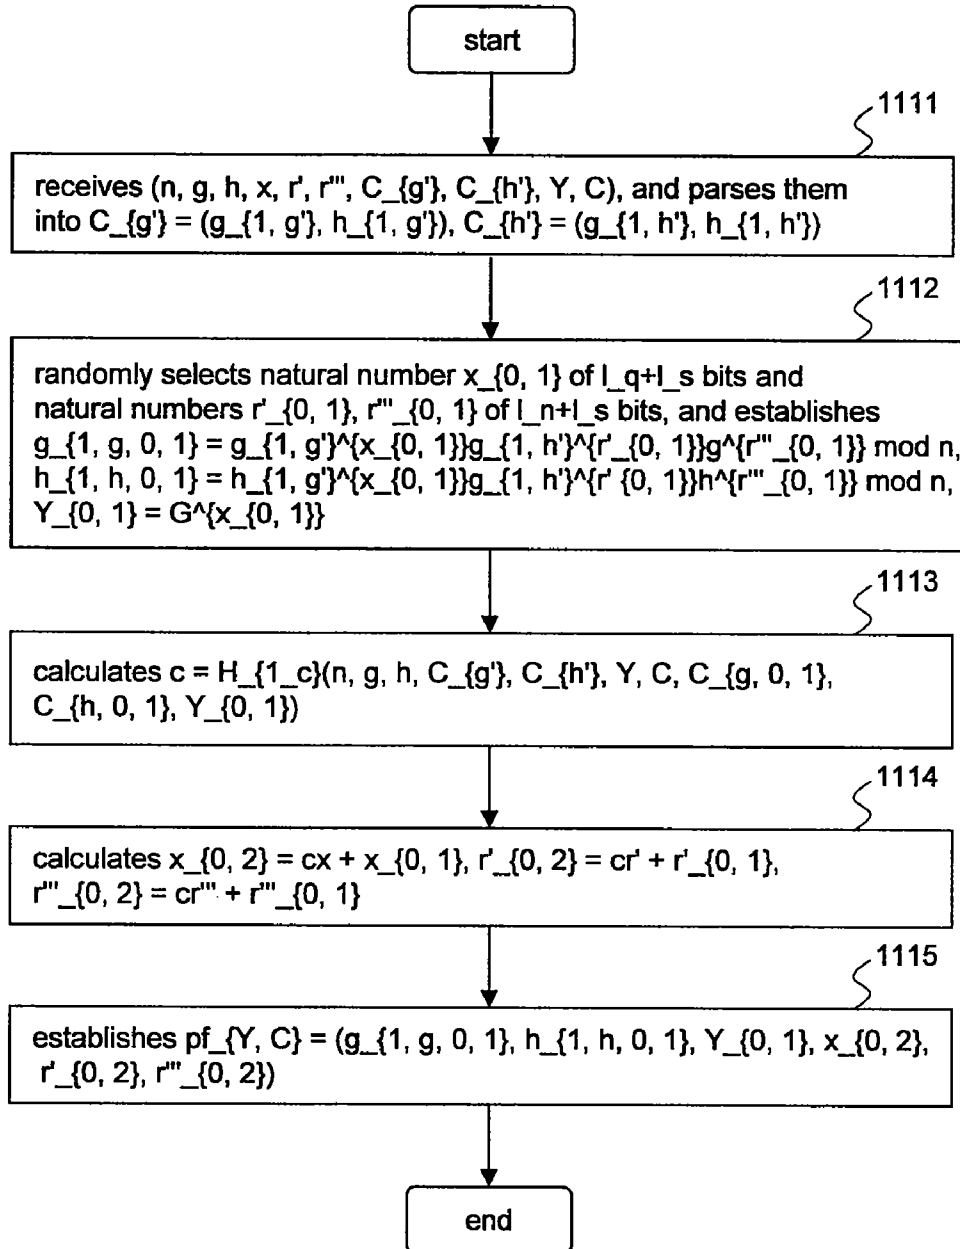 start
1111
receives (n, g, h, x, r', r''', C_{g'}, C_{h'}, Y, C), and parses them
into C_{g'} = (g_{1, g'}, h_{1, g'}), C_{h'} = (g_{1, h'}, h_{1, h'})
1112
randomly selects natural number x_{0, 1} of l_q+l_s bits and
natural numbers r'_{0, 1}, r'''_{0, 1} of l_n+l_s bits, and establishes
g_{1, g, 0, 1} = g_{1, g'}^{x_{0, 1}}g_{1, h'}^{r'_{0, 1}}g^{r'''_{0, 1}} mod n,
h_{1, h, 0, 1} = h_{1, g'}^{x_{0, 1}}g_{1, h'}^{r' {0, 1}}h^{r'''_{0, 1}} mod n,
Y_{0, 1} = G^{x_{0, 1}}
1113
calculates c = H_{1_c}(n, g, h, C_{g'}, C_{h'}, Y, C, C_{g, 0, 1},
C_{h, 0, 1}, Y_{0, 1})
1114
calculates x_{0, 2} = cx + x_{0, 1}, r'_{0, 2} = cr' + r'_{0, 1},
r'''_{0, 2} = cr''' + r'''_{0, 1}
1115
establishes pf_{Y, C} = (g_{1, g, 0, 1}, h_{1, h, 0, 1}, Y_{0, 1}, x_{0, 2},
r'_{0, 2}, r'''_{0, 2})
end